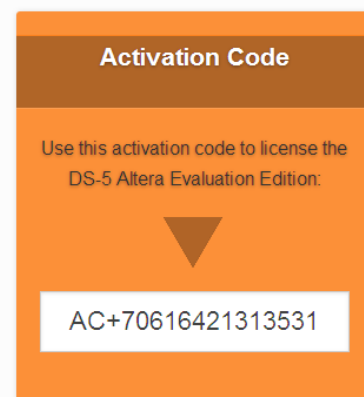 Activation Code
Use this activation code to license the
DS-5 Altera Evaluation Edition:
AC+70616421313531